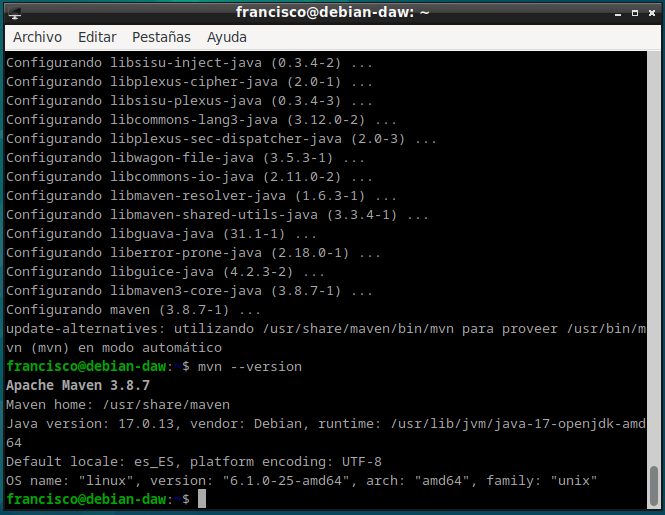 francisco@debian-daw: ~
Archivo Editar Pestañas Ayuda
Configurando libsisu-inject-java (0.3.4-2) ...
Configurando libplexus-cipher-java (2.0-1) ...
Configurando libsisu-plexus-java (0.3.4-3) ...
Configurando libcommons-lang3-java (3.12.0-2) ...
Configurando libplexus-sec-dispatcher-java (2.0-3) ...
Configurando libwagon-file-java (3.5.3-1) ...
Configurando libcommons-io-java (2.11.0-2) ...
Configurando libmaven-resolver-java (1.6.3-1) ...
Configurando libmaven-shared-utils-java (3.3.4-1) ...
Configurando libguava-java (31.1-1) ...
Configurando liberror-prone-java (2.18.0-1) ...
Configurando libguice-java (4.2.3-2) ...
Configurando libmaven3-core-java (3.8.7-1) ...
Configurando maven (3.8.7-1) ...
update-alternatives: utilizando /usr/share/maven/bin/mvn para proveer /usr/bin/m
vn (mvn) en modo automático
francisco@debian-daw:~$ mvn --version
Apache Maven 3.8.7
Maven home: /usr/share/maven
Java version: 17.0.13, vendor: Debian, runtime: /usr/lib/jvm/java-17-openjdk-amd
64
Default locale: es_ES, platform encoding: UTF-8
OS name: "linux", version: "6.1.0-25-amd64", arch: "amd64", family: "unix"
francisco@debian-daw:~$